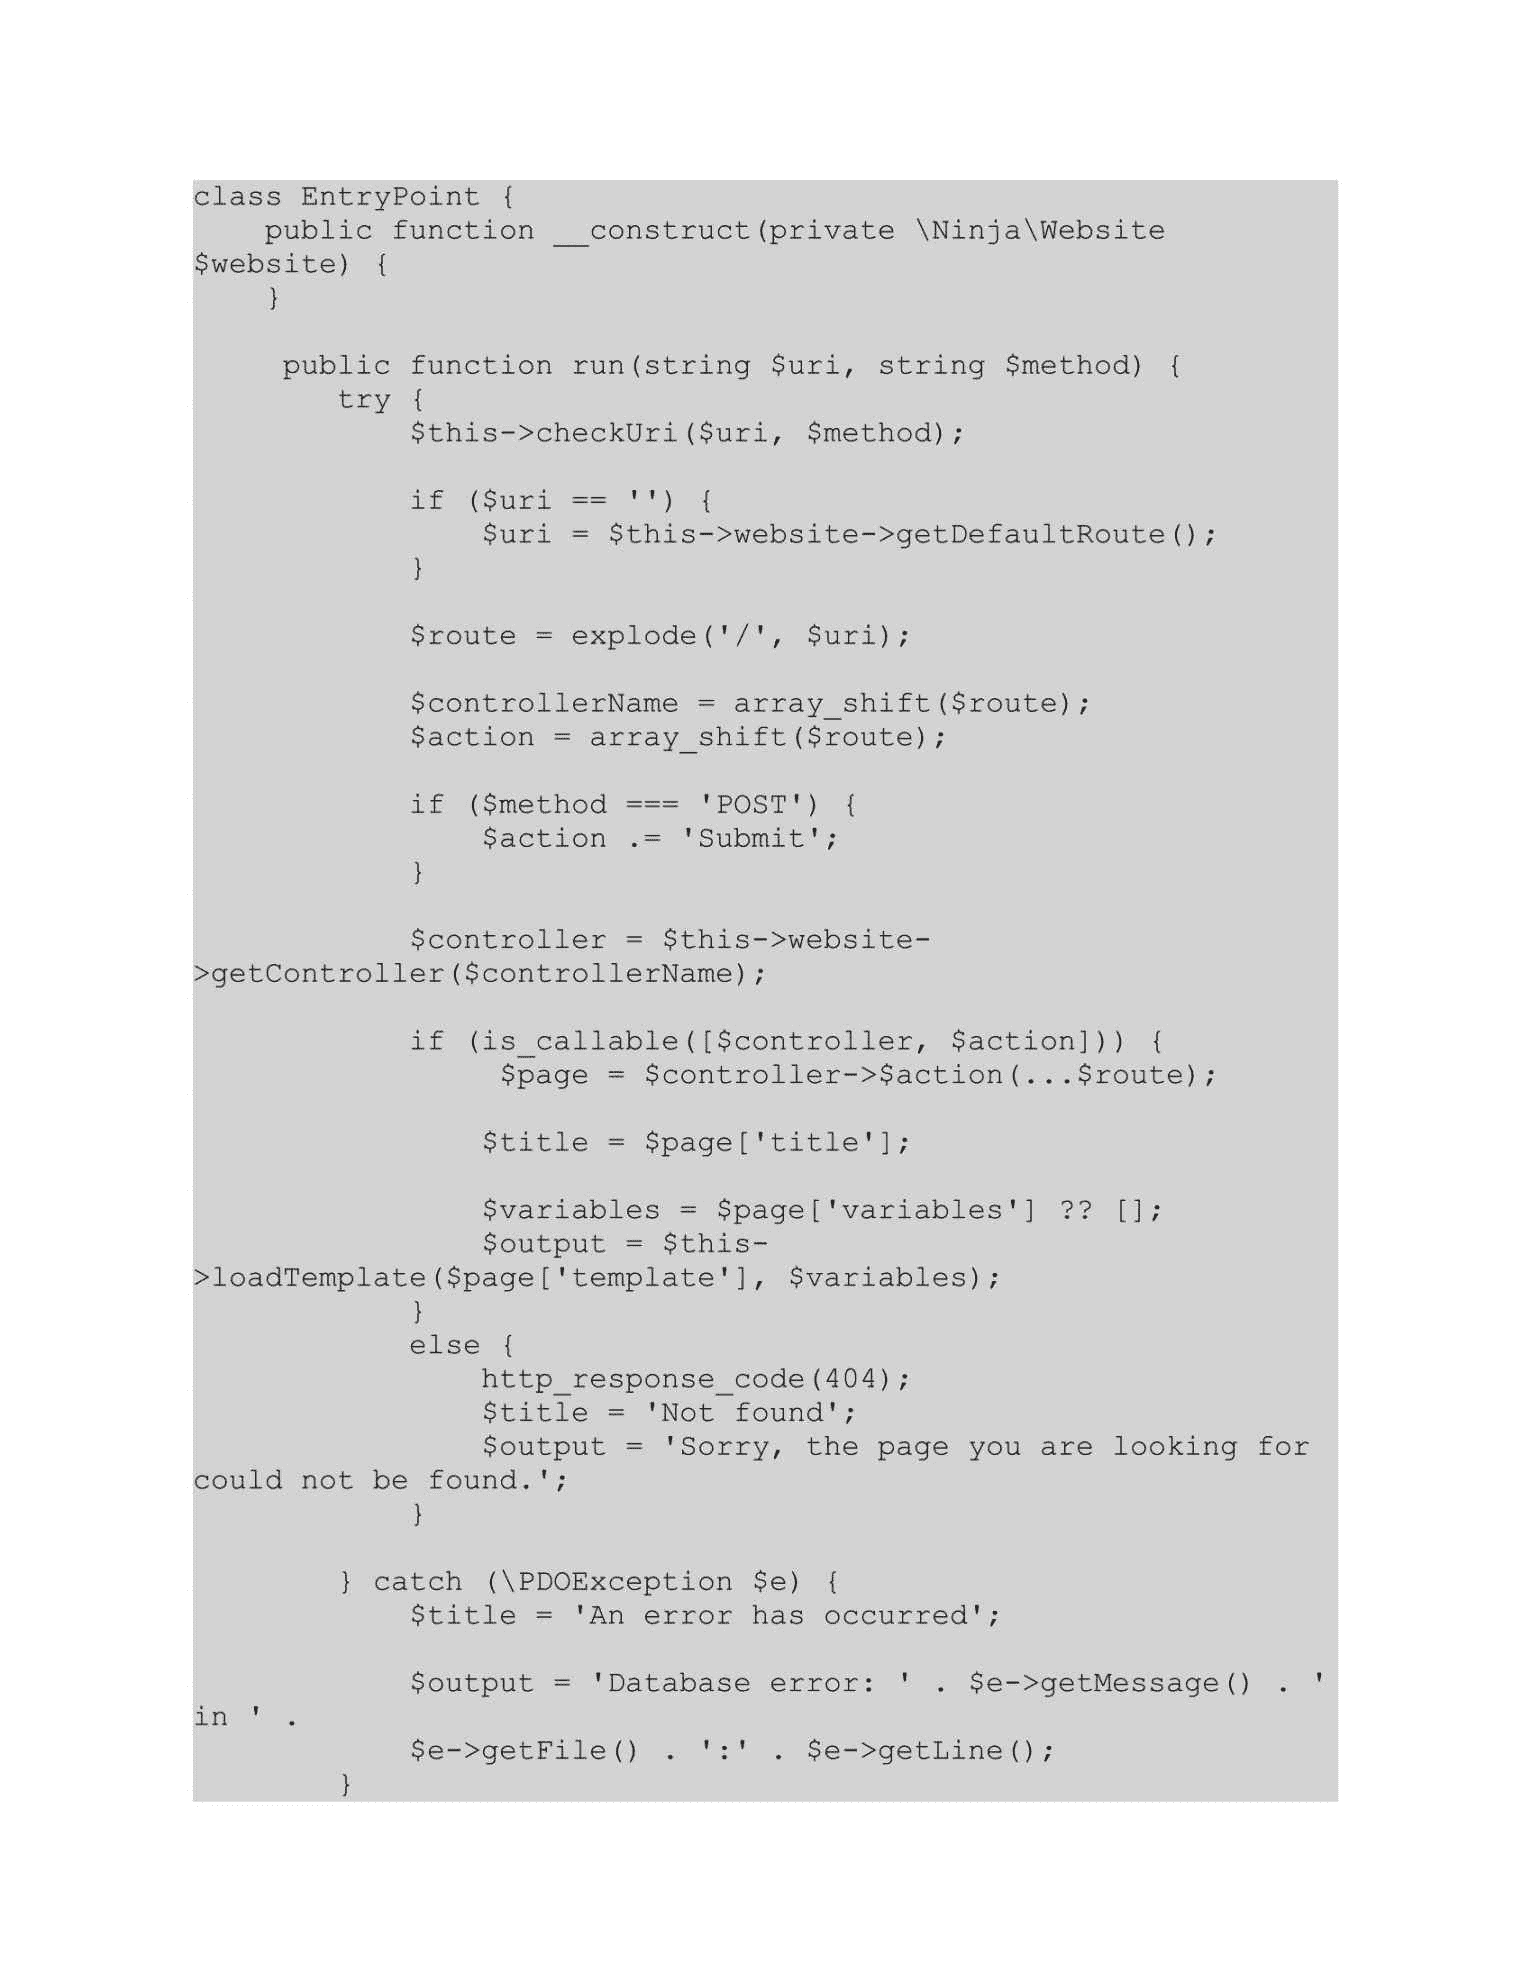 class EntryPoint {
    public function __construct(private \Ninja\Website
$website) {
    }

     public function run(string $uri, string $method) {
        try {
            $this->checkUri($uri, $method);

            if ($uri == '') {
                $uri = $this->website->getDefaultRoute();
            }

            $route = explode('/', $uri);

            $controllerName = array_shift($route);
            $action = array_shift($route);

            if ($method === 'POST') {
                $action .= 'Submit';
            }

            $controller = $this->website-
>getController($controllerName);

            if (is_callable([$controller, $action])) {
                 $page = $controller->$action(...$route);

                $title = $page['title'];

                $variables = $page['variables'] ?? [];
                $output = $this-
>loadTemplate($page['template'], $variables);
            }
            else {
                http_response_code(404);
                $title = 'Not found';
                $output = 'Sorry, the page you are looking for
could not be found.';
            }

        } catch (\PDOException $e) {
            $title = 'An error has occurred';

            $output = 'Database error: ' . $e->getMessage() . '
in ' .
            $e->getFile() . ':' . $e->getLine();
        }